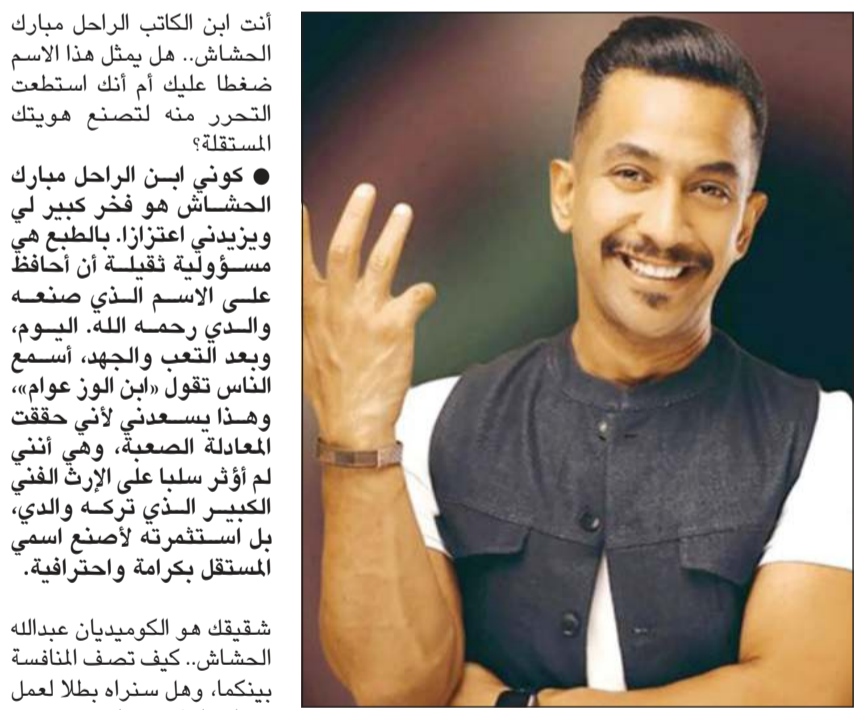 أنت ابن الكاتب الراحل مبارك
الحشاش.. هل يمثل هذا الاسم
ضغطا عليك أم أنك استطعت
التحرر منه لتصنع هويتك
المستقلة؟
● كوني ابن الراحل مبارك
الحشاش هو فخر كبير لي
ويزيدني اعتزازا. بالطبع هي
مسؤولية ثقيلة أن أحافظ
على الاسم الذي صنعه
والدي رحمه الله. اليوم،
وبعد التعب والجهد، أسمع
الناس تقول «ابن الوز عوام»،
وهذا يسعدني لأني حققت
المعادلة الصعبة، وهي أنني
لم أؤثر سلبا على الإرث الفني
الكبير الذي تركه والدي،
بل استثمرته لأصنع اسمي
المستقل بكرامة واحترافية.
شقيقك هو الكوميديان عبدالله
الحشاش.. كيف تصف المنافسة
بينكما، وهل سنراه بطلا لعمل